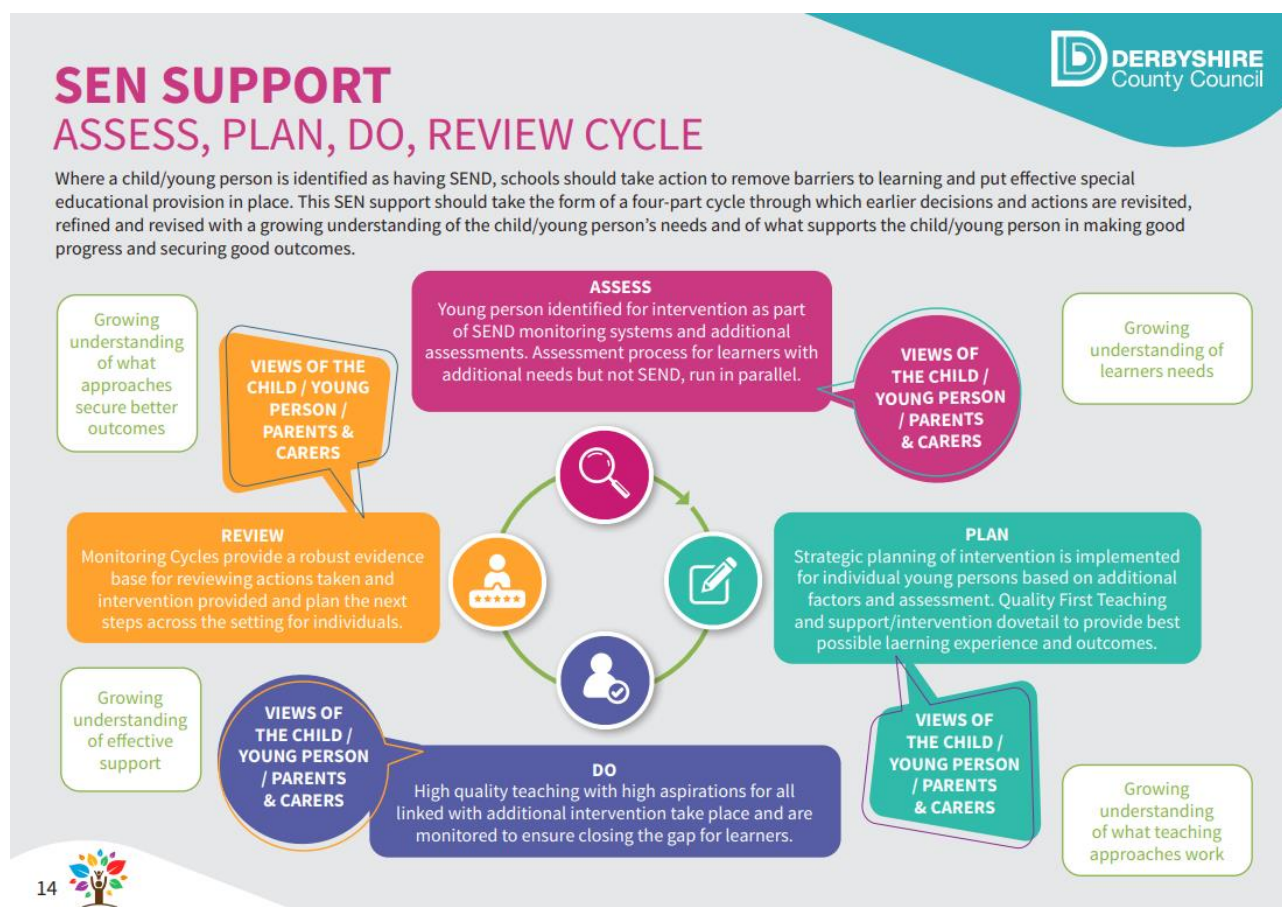 DERBYSHIRE
County Council
SEN SUPPORT
ASSESS, PLAN, DO, REVIEW CYCLE
Where a child/young person is identified as having SEND, schools should take action to remove barriers to learning and put effective special
educational provision in place. This SEN support should take the form of a four-part cycle through which earlier decisions and actions are revisited,
refined and revised with a growing understanding of the child/young person's needs and of what supports the child/young person in making good
progress and securing good outcomes.
Growing
understanding
of what
approaches
secure better
outcomes
VIEWS OF THE
CHILD / YOUNG
PERSON /
PARENTS &
CARERS
ASSESS
Young person identified for intervention as part
of SEND monitoring systems and additional
assessments. Assessment process for learners with
additional needs but not SEND, run in parallel.
VIEWS OF
THE CHILD /
YOUNG PERSON
/ PARENTS
& CARERS
Growing
understanding of
learners needs
REVIEW
Monitoring Cycles provide a robust evidence
base for reviewing actions taken and
intervention provided and plan the next
steps across the setting for individuals.
PLAN
Strategic planning of intervention is implemented
for individual young persons based on additional
factors and assessment. Quality First Teaching
and support/intervention dovetail to provide best
possible laerning experience and outcomes.
Growing
understanding
of effective
support
VIEWS OF
THE CHILD /
YOUNG PERSON
/ PARENTS
& CARERS
DO
High quality teaching with high aspirations for all
linked with additional intervention take place and are
monitored to ensure closing the gap for learners.
VIEWS OF
THE CHILD /
YOUNG PERSON
/ PARENTS
& CARERS
Growing
understanding
of what teaching
approaches work
14